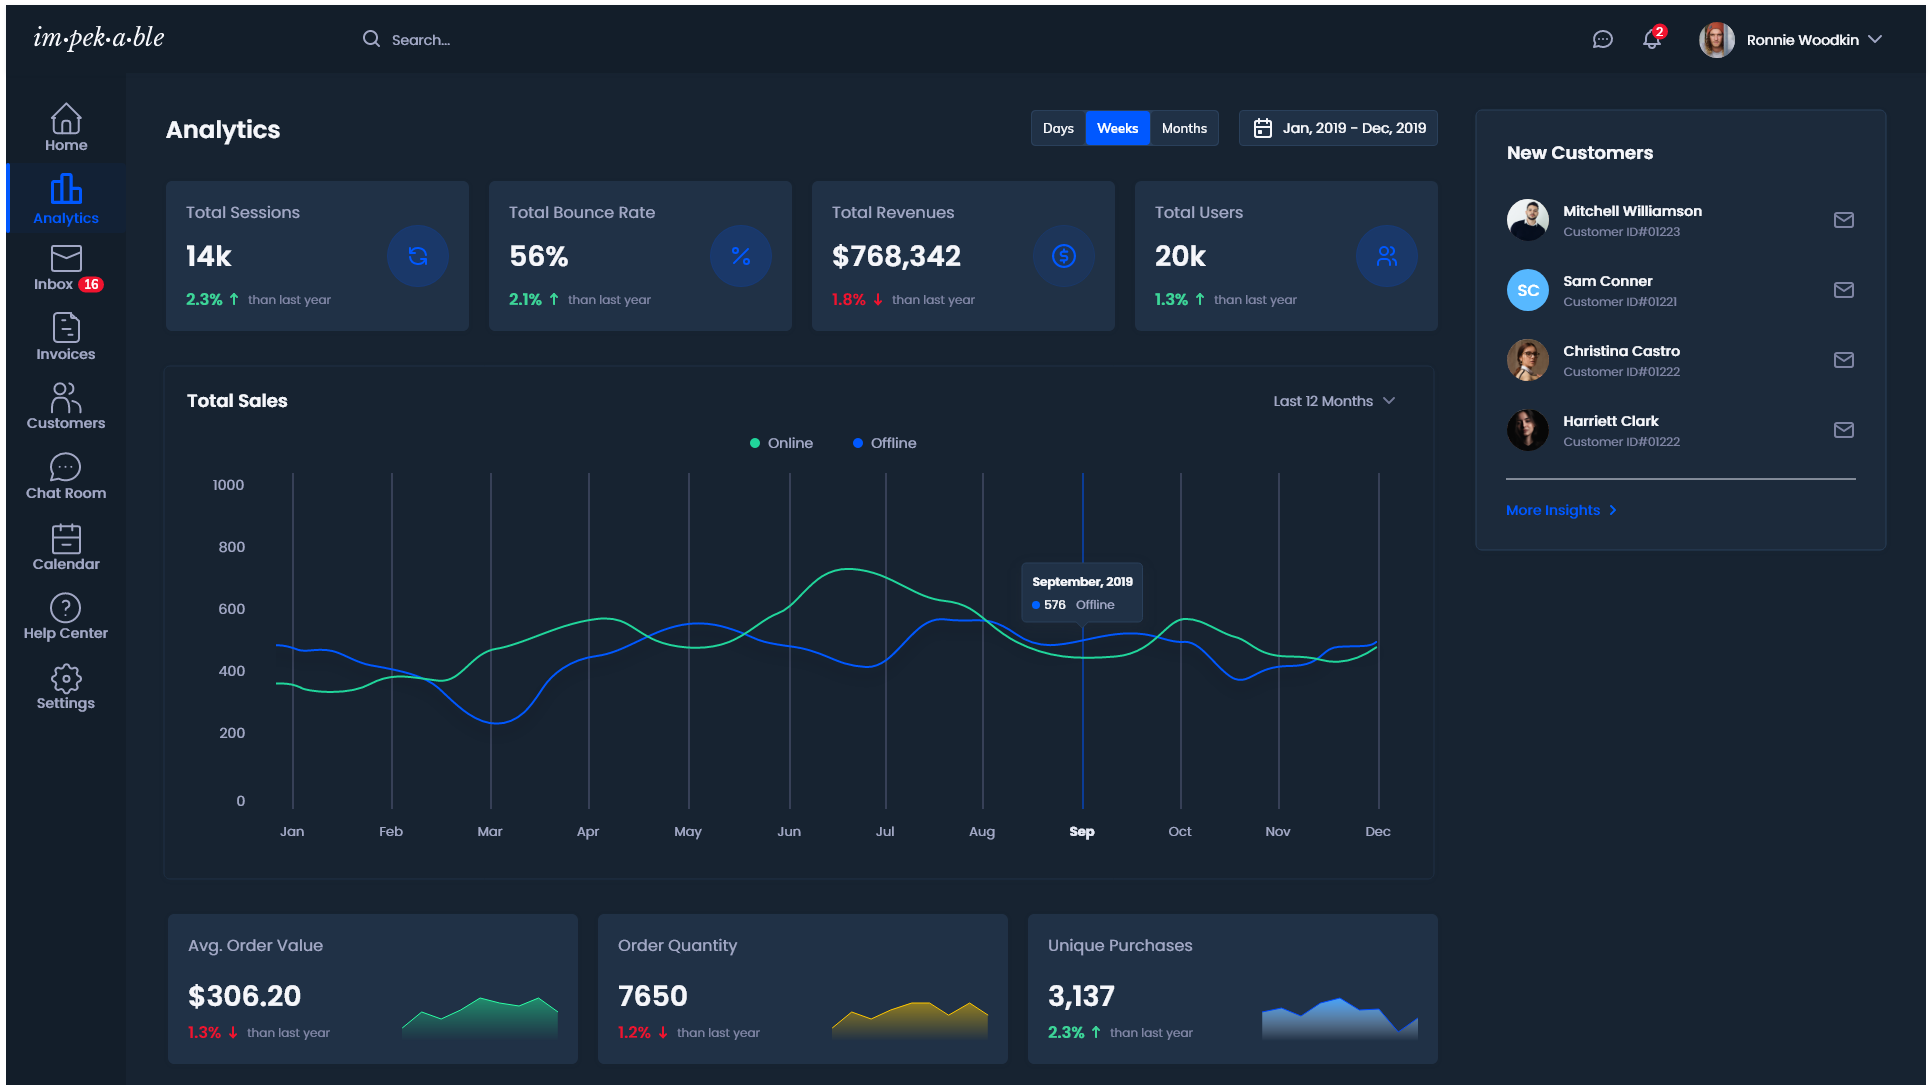 im·pek·a·ble
Search...
2
Ronnie Woodkin
Home
Analytics
Inbox 16
Invoices
Customers
Chat Room
Calendar
Help Center
Settings
Analytics
Days Weeks Months
Jan, 2019 - Dec, 2019
Total Sessions
14k
2.3% ↑ than last year
Total Bounce Rate
56%
2.1% ↑ than last year
Total Revenues
$768,342
1.8% ↓ than last year
Total Users
20k
1.3% ↑ than last year
Total Sales
Last 12 Months
Online Offline
1000
800
600
400
200
0
September, 2019
576 Offline
Jan Feb Mar Apr May Jun Jul Aug Sep Oct Nov Dec
Avg. Order Value
$306.20
1.3% ↓ than last year
Order Quantity
7650
1.2% ↓ than last year
Unique Purchases
3,137
2.3% ↑ than last year
New Customers
Mitchell Williamson
Customer ID#01223
SC
Sam Conner
Customer ID#01221
Christina Castro
Customer ID#01222
Harriett Clark
Customer ID#01222
More Insights